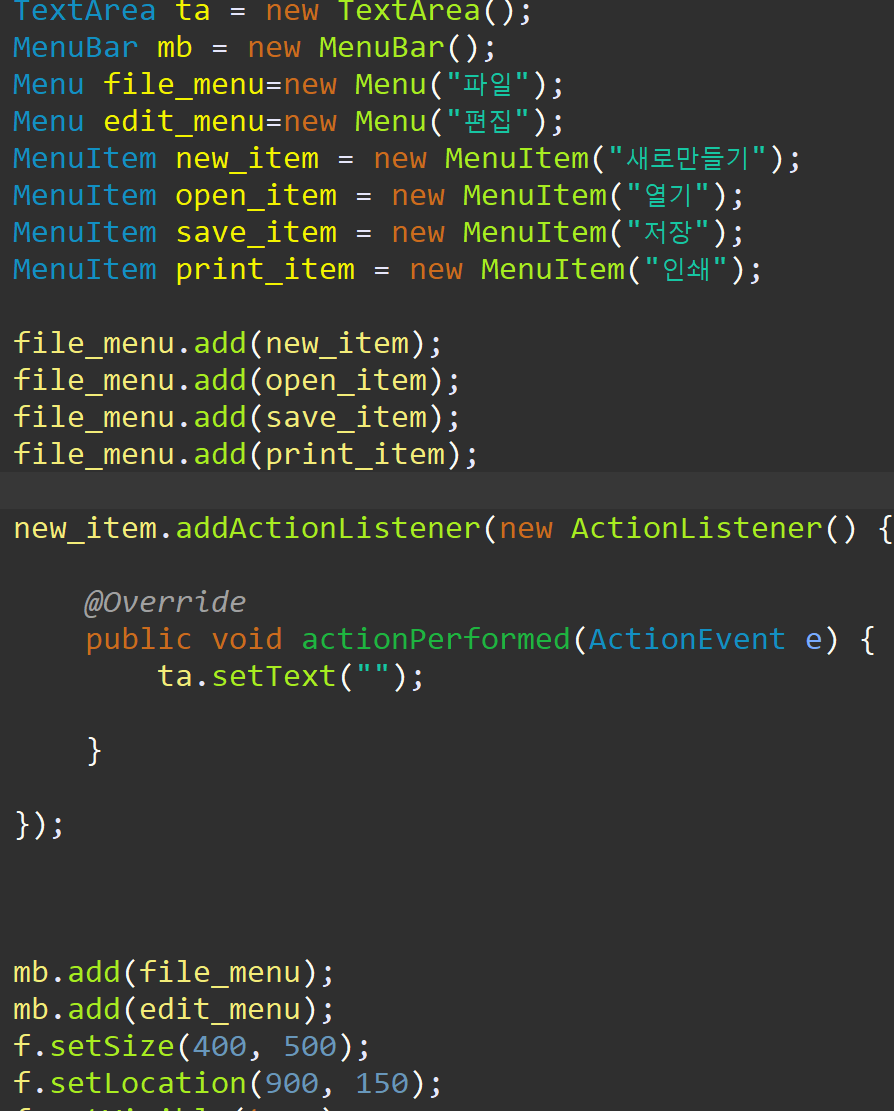 TextArea ta = new TextArea();
MenuBar mb = new MenuBar();
Menu file_menu=new Menu("파일");
Menu edit_menu=new Menu("편집");
MenuItem new_item = new MenuItem("새로만들기");
MenuItem open_item = new MenuItem("열기");
MenuItem save_item = new MenuItem("저장");
MenuItem print_item = new MenuItem("인쇄");
file_menu.add(new_item);
file_menu.add(open_item);
file_menu.add(save_item);
file_menu.add(print_item);
new_item.addActionListener(new ActionListener() {
@Override
public void actionPerformed(ActionEvent e) {
ta.setText("");
}
});
mb.add(file_menu);
mb.add(edit_menu);
f.setSize(400, 500);
f.setLocation(900, 150);